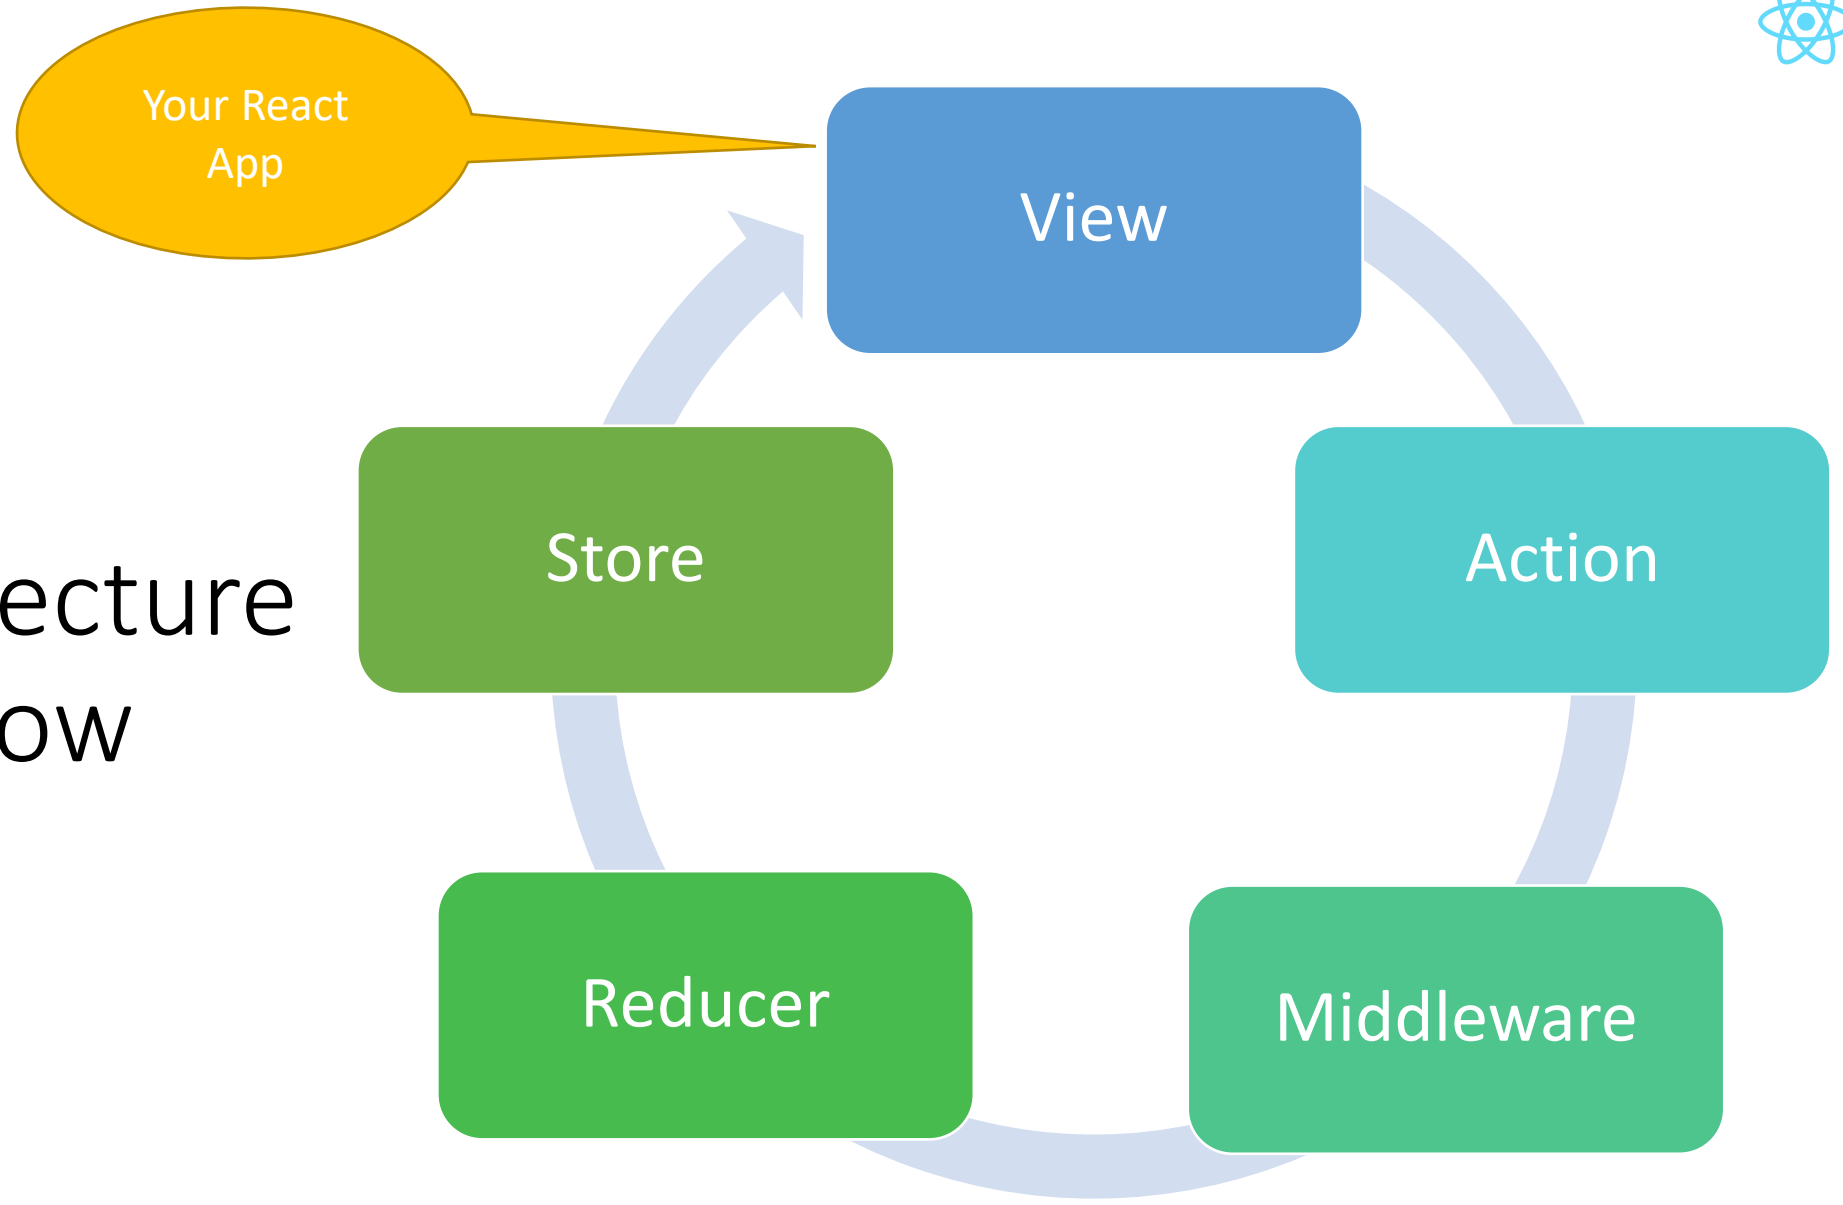 Your React
App
View
Store
Action
ecture
ow
Reducer
Middleware